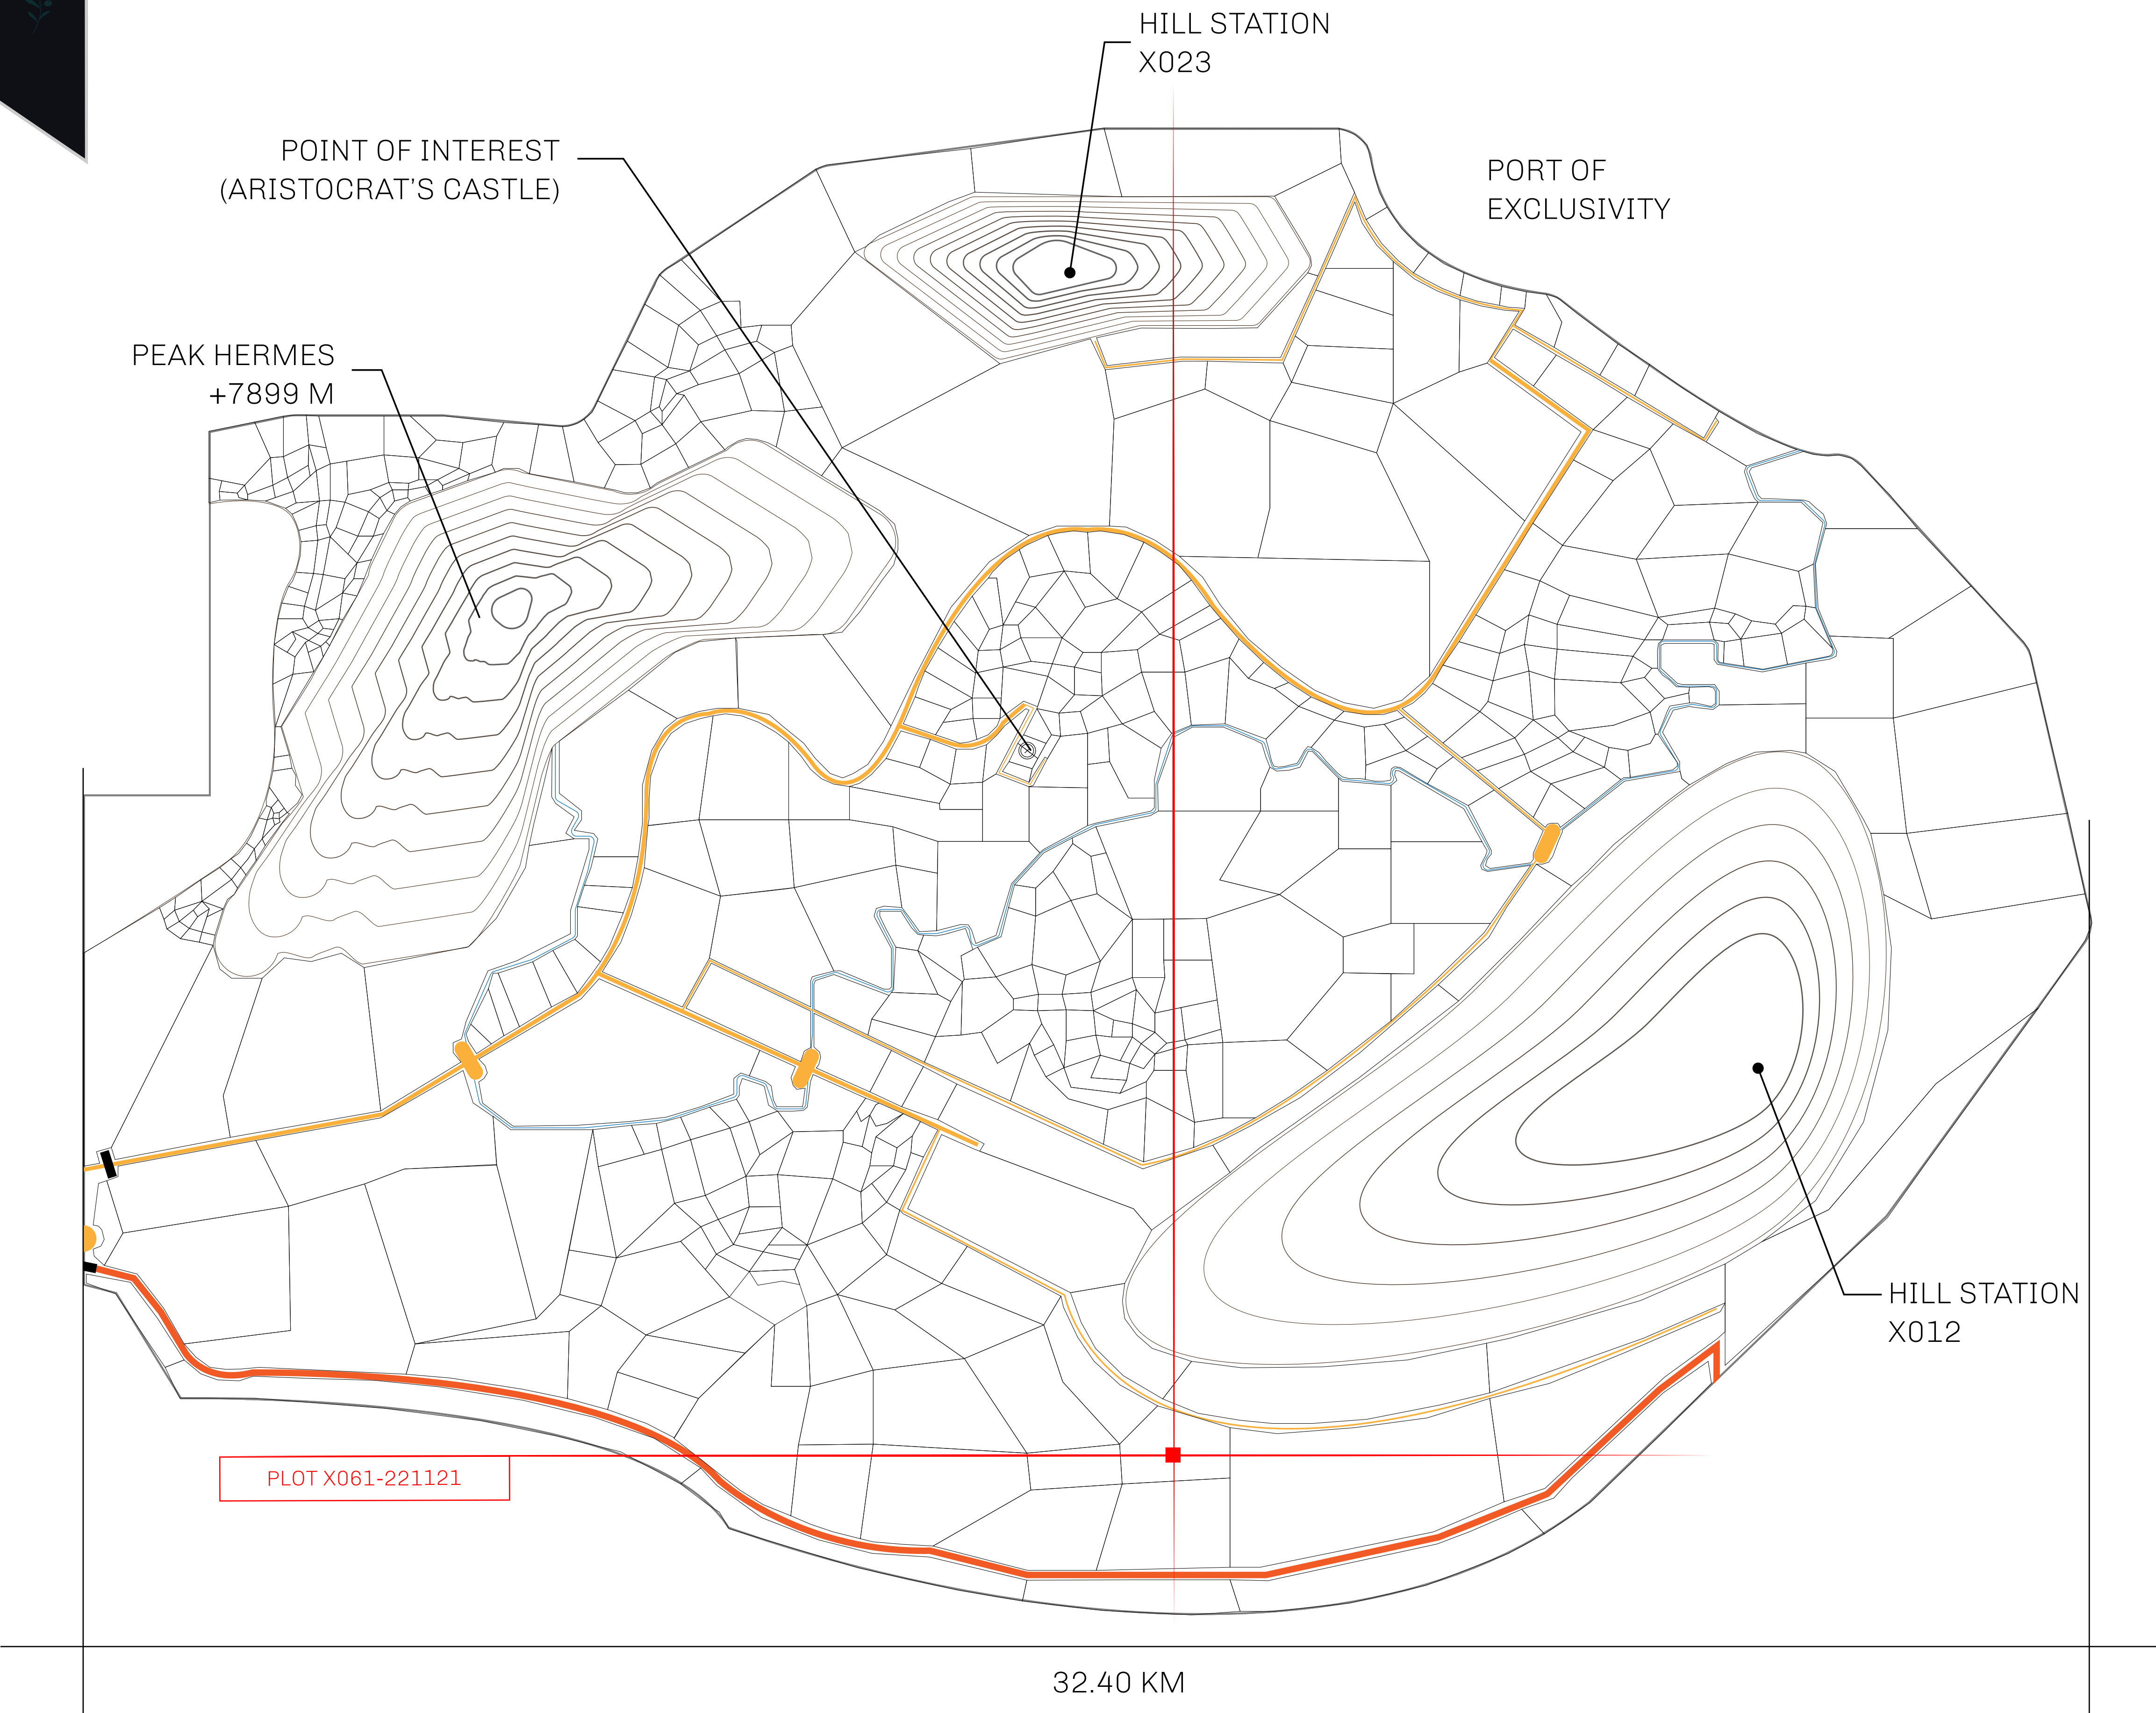 HILL STATION
X023
POINT OF INTEREST
(ARISTOCRAT'S CASTLE)
PORT OF
EXCLUSIVITY
PEAK HERMES
+7899 M
HILL STATION
X012
PLOT X061-221121
32.40 KM